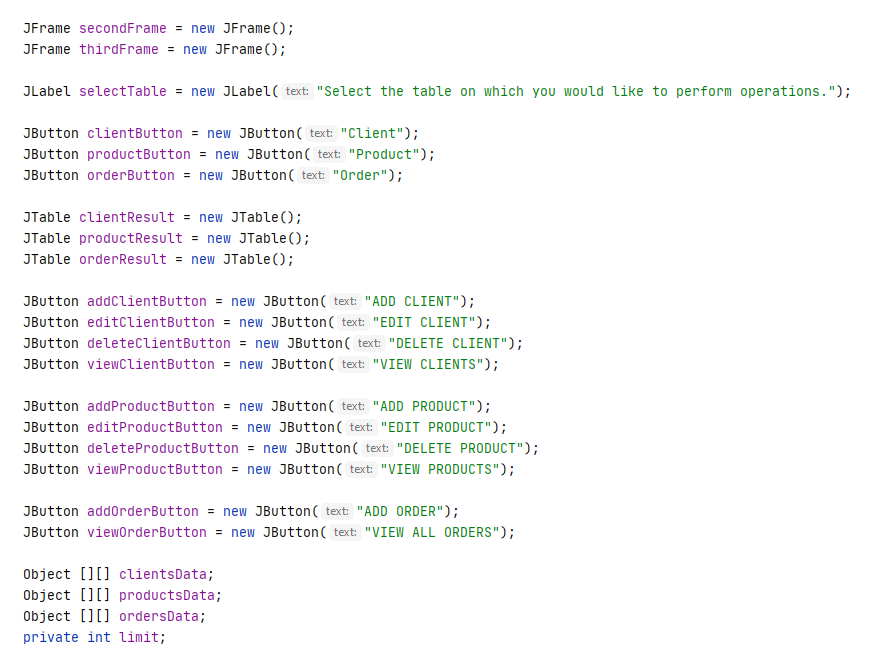 JFrame secondFrame = new JFrame();
JFrame thirdFrame = new JFrame();
JLabel selectTable = new JLabel( text: "Select the table on which you would like to perform operations.");
JButton clientButton = new JButton( text: "Client");
JButton productButton = new JButton( text: "Product");
JButton orderButton = new JButton( text: "Order");
JTable clientResult = new JTable();
JTable productResult = new JTable();
JTable orderResult = new JTable();
JButton addClientButton = new JButton( text: "ADD CLIENT");
JButton editClientButton = new JButton( text: "EDIT CLIENT");
JButton deleteClientButton = new JButton( text: "DELETE CLIENT");
JButton viewClientButton = new JButton( text: "VIEW CLIENTS");
JButton addProductButton = new JButton( text: "ADD PRODUCT");
JButton editProductButton = new JButton( text: "EDIT PRODUCT");
JButton deleteProductButton = new JButton( text: "DELETE PRODUCT");
JButton viewProductButton = new JButton( text: "VIEW PRODUCTS");
JButton addOrderButton = new JButton( text: "ADD ORDER");
JButton viewOrderButton = new JButton( text: "VIEW ALL ORDERS");
Object [][] clientsData;
Object [][] productsData;
Object [][] ordersData;
private int limit;